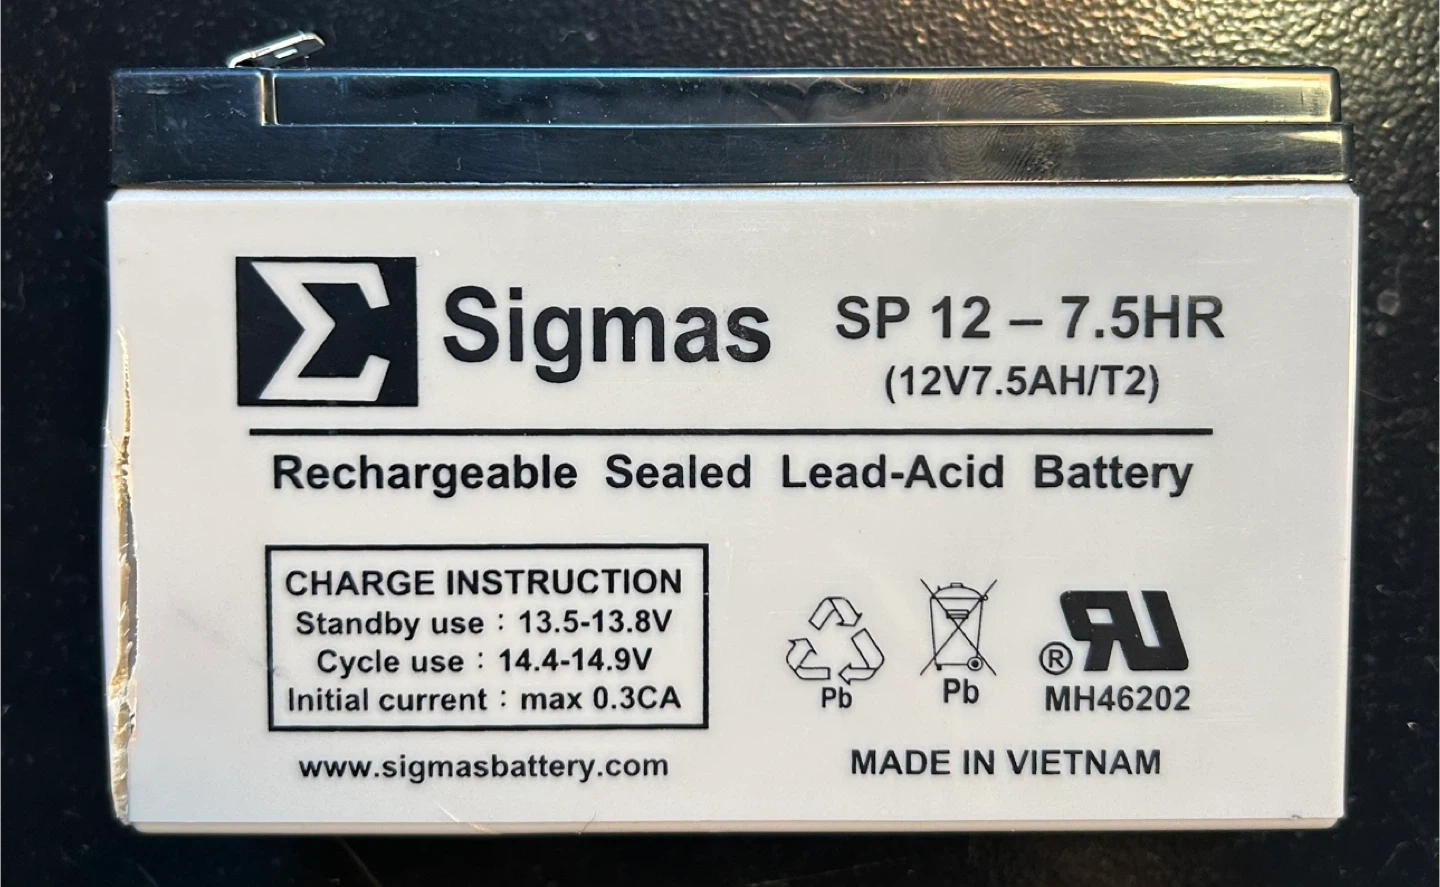 Σ Sigmas
SP 12 – 7.5HR
(12V7.5AH/T2)
Rechargeable Sealed Lead-Acid Battery
CHARGE INSTRUCTION
Standby use : 13.5-13.8V
Cycle use : 14.4-14.9V
Initial current : max 0.3CA
www.sigmasbattery.com
Pb
Pb
® RU
MH46202
MADE IN VIETNAM